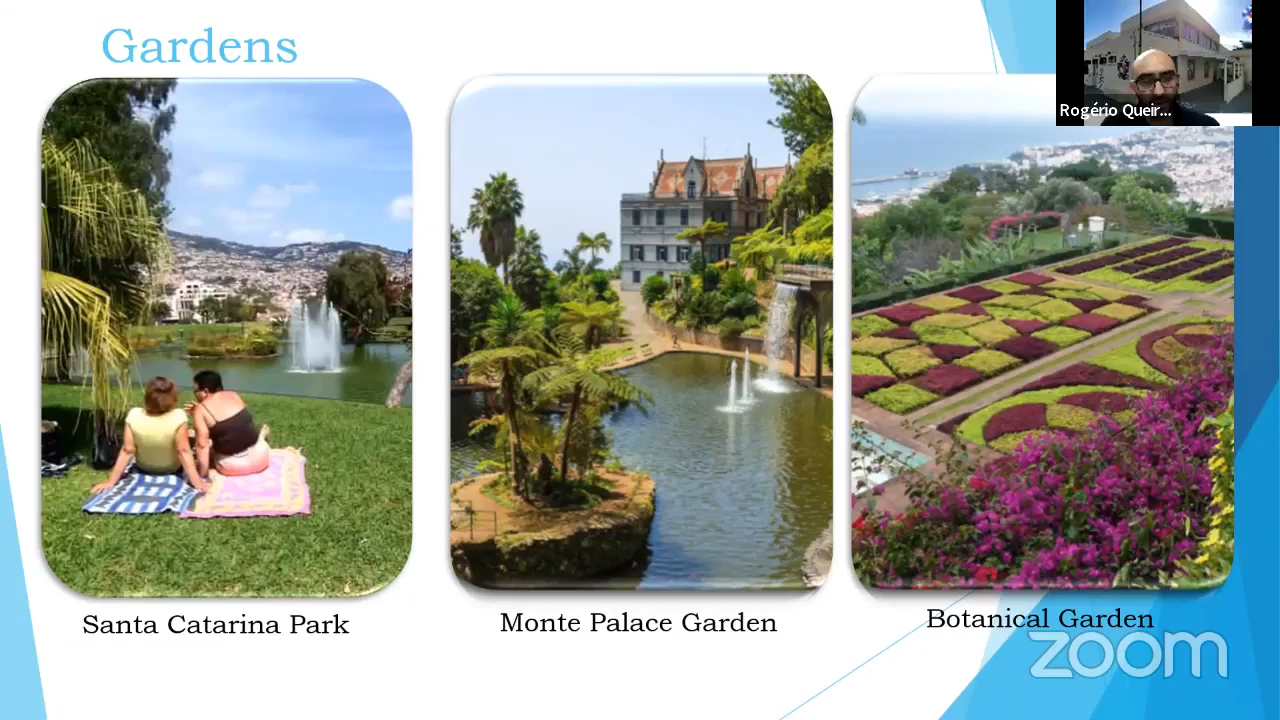 Gardens
Rogério Queir...
Santa Catarina Park
Monte Palace Garden
Botanical Garden
zoom